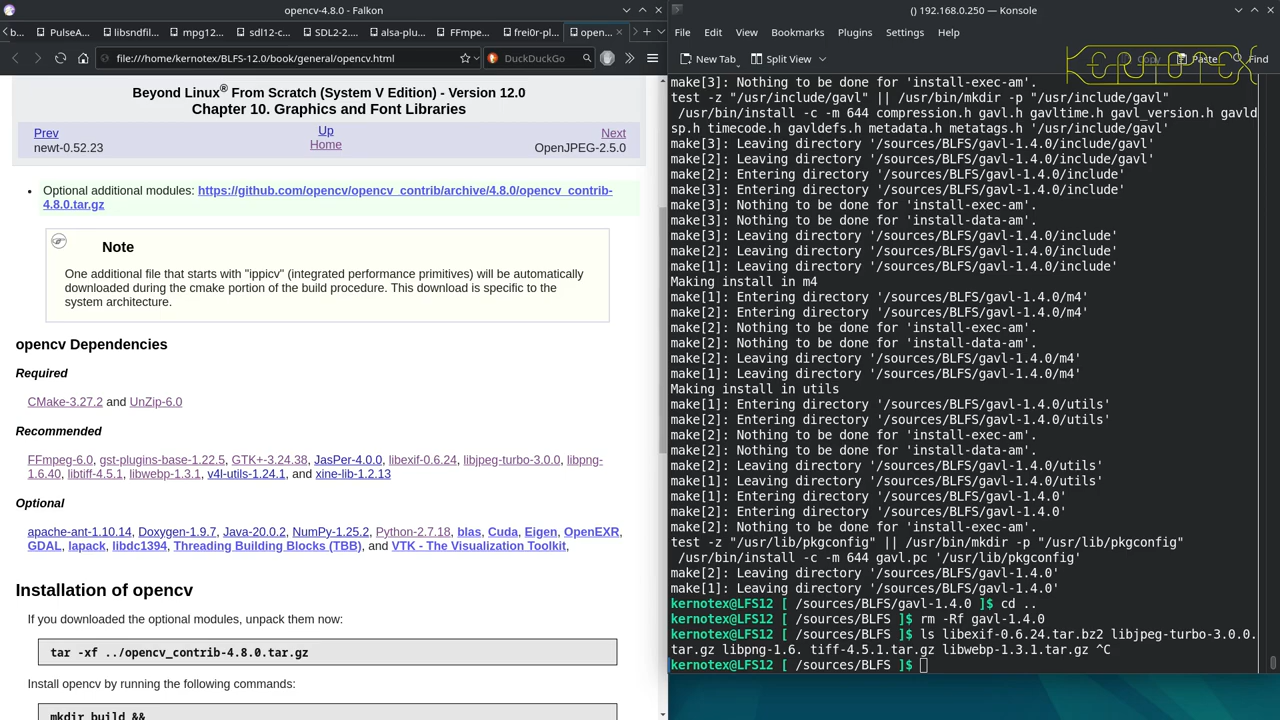 opencv-4.8.0 - Falkon
b...
PulseA...
libsndfil...
mpg12...
sdl12-c...
SDL2-2....
alsa-plu...
FFmpe...
frei0r-pl...
open...
file:///home/kernotex/BLFS-12.0/book/general/opencv.html
DuckDuckGo
Beyond Linux® From Scratch (System V Edition) - Version 12.0
Chapter 10. Graphics and Font Libraries
Prev
Up
Next
newt-0.52.23
Home
OpenJPEG-2.5.0
• Optional additional modules: https://github.com/opencv/opencv_contrib/archive/4.8.0/opencv_contrib-
4.8.0.tar.gz
Note
One additional file that starts with "ippicv" (integrated performance primitives) will be automatically
downloaded during the cmake portion of the build procedure. This download is specific to the
system architecture.
opencv Dependencies
Required
CMake-3.27.2 and UnZip-6.0
Recommended
FFmpeg-6.0, gst-plugins-base-1.22.5, GTK+-3.24.38, JasPer-4.0.0, libexif-0.6.24, libjpeg-turbo-3.0.0, libpng-
1.6.40, libtiff-4.5.1, libwebp-1.3.1, v4l-utils-1.24.1, and xine-lib-1.2.13
Optional
apache-ant-1.10.14, Doxygen-1.9.7, Java-20.0.2, NumPy-1.25.2, Python-2.7.18, blas, Cuda, Eigen, OpenEXR,
GDAL, lapack, libdc1394, Threading Building Blocks (TBB), and VTK - The Visualization Toolkit,
Installation of opencv
If you downloaded the optional modules, unpack them now:
tar -xf ../opencv_contrib-4.8.0.tar.gz
Install opencv by running the following commands:
mkdir build &&
() 192.168.0.250 — Konsole
File Edit View Bookmarks Plugins Settings Help
New Tab Split View Copy Paste Find
KERNOTEX
make[3]: Nothing to be done for 'install-exec-am'.
test -z "/usr/include/gavl" || /usr/bin/mkdir -p "/usr/include/gavl"
/usr/bin/install -c -m 644 compression.h gavl.h gavltime.h gavl_version.h gavld
sp.h timecode.h gavldefs.h metadata.h metatags.h '/usr/include/gavl'
make[3]: Leaving directory '/sources/BLFS/gavl-1.4.0/include/gavl'
make[2]: Leaving directory '/sources/BLFS/gavl-1.4.0/include/gavl'
make[2]: Entering directory '/sources/BLFS/gavl-1.4.0/include'
make[3]: Entering directory '/sources/BLFS/gavl-1.4.0/include'
make[3]: Nothing to be done for 'install-exec-am'.
make[3]: Nothing to be done for 'install-data-am'.
make[3]: Leaving directory '/sources/BLFS/gavl-1.4.0/include'
make[2]: Leaving directory '/sources/BLFS/gavl-1.4.0/include'
make[1]: Leaving directory '/sources/BLFS/gavl-1.4.0/include'
Making install in m4
make[1]: Entering directory '/sources/BLFS/gavl-1.4.0/m4'
make[2]: Entering directory '/sources/BLFS/gavl-1.4.0/m4'
make[2]: Nothing to be done for 'install-exec-am'.
make[2]: Nothing to be done for 'install-data-am'.
make[2]: Leaving directory '/sources/BLFS/gavl-1.4.0/m4'
make[1]: Leaving directory '/sources/BLFS/gavl-1.4.0/m4'
Making install in utils
make[1]: Entering directory '/sources/BLFS/gavl-1.4.0/utils'
make[2]: Entering directory '/sources/BLFS/gavl-1.4.0/utils'
make[2]: Nothing to be done for 'install-exec-am'.
make[2]: Nothing to be done for 'install-data-am'.
make[2]: Leaving directory '/sources/BLFS/gavl-1.4.0/utils'
make[1]: Leaving directory '/sources/BLFS/gavl-1.4.0/utils'
make[1]: Entering directory '/sources/BLFS/gavl-1.4.0'
make[2]: Entering directory '/sources/BLFS/gavl-1.4.0'
make[2]: Nothing to be done for 'install-exec-am'.
test -z "/usr/lib/pkgconfig" || /usr/bin/mkdir -p "/usr/lib/pkgconfig"
/usr/bin/install -c -m 644 gavl.pc '/usr/lib/pkgconfig'
make[2]: Leaving directory '/sources/BLFS/gavl-1.4.0'
make[1]: Leaving directory '/sources/BLFS/gavl-1.4.0'
kernotex@LFS12 [ /sources/BLFS/gavl-1.4.0 ]$ cd ..
kernotex@LFS12 [ /sources/BLFS ]$ rm -Rf gavl-1.4.0
kernotex@LFS12 [ /sources/BLFS ]$ ls libexif-0.6.24.tar.bz2 libjpeg-turbo-3.0.0.
tar.gz libpng-1.6. tiff-4.5.1.tar.gz libwebp-1.3.1.tar.gz ^C
kernotex@LFS12 [ /sources/BLFS ]$